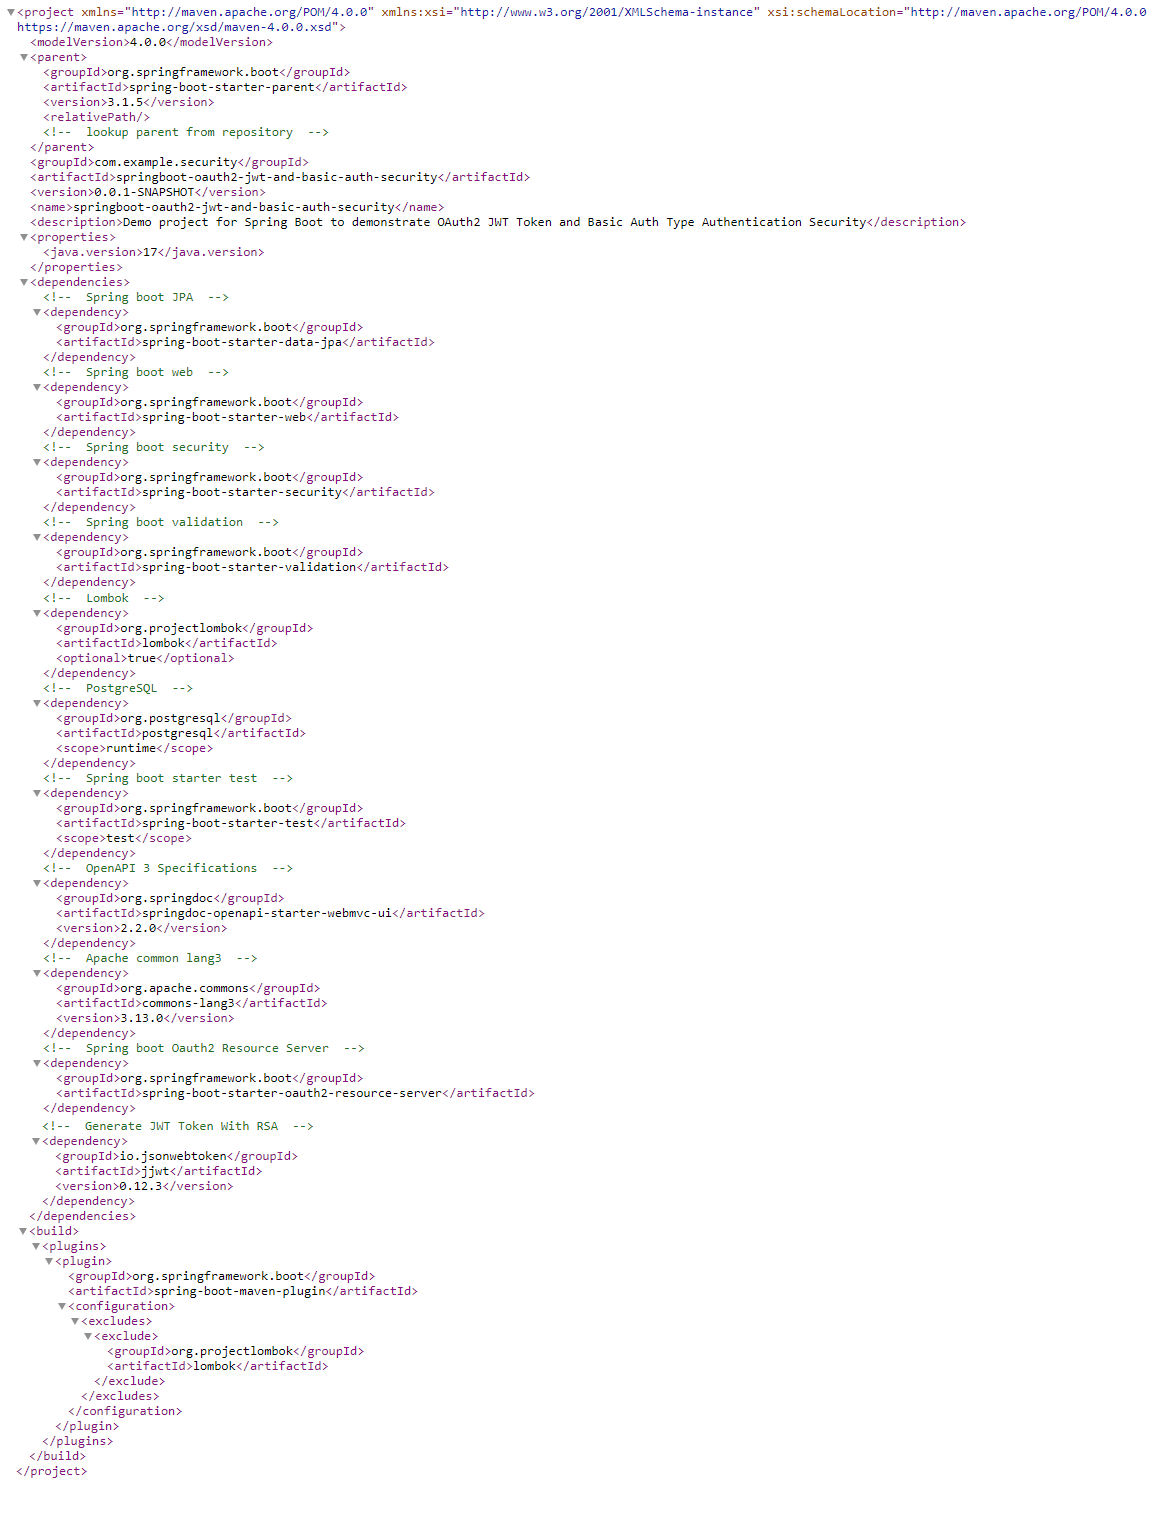 <project xmlns="http://maven.apache.org/POM/4.0.0" xmlns:xsi="http://www.w3.org/2001/XMLSchema-instance" xsi:schemaLocation="http://maven.apache.org/POM/4.0.0
https://maven.apache.org/xsd/maven-4.0.0.xsd">
<modelVersion>4.0.0</modelVersion>
<parent>
<groupId>org.springframework.boot</groupId>
<artifactId>spring-boot-starter-parent</artifactId>
<version>3.1.5</version>
<relativePath/>
<!-- lookup parent from repository -->
</parent>
<groupId>com.example.security</groupId>
<artifactId>springboot-oauth2-jwt-and-basic-auth-security</artifactId>
<version>0.0.1-SNAPSHOT</version>
<name>springboot-oauth2-jwt-and-basic-auth-security</name>
<description>Demo project for Spring Boot to demonstrate OAuth2 JWT Token and Basic Auth Type Authentication Security</description>
<properties>
<java.version>17</java.version>
</properties>
<dependencies>
<!-- Spring boot JPA -->
<dependency>
<groupId>org.springframework.boot</groupId>
<artifactId>spring-boot-starter-data-jpa</artifactId>
</dependency>
<!-- Spring boot web -->
<dependency>
<groupId>org.springframework.boot</groupId>
<artifactId>spring-boot-starter-web</artifactId>
</dependency>
<!-- Spring boot security -->
<dependency>
<groupId>org.springframework.boot</groupId>
<artifactId>spring-boot-starter-security</artifactId>
</dependency>
<!-- Spring boot validation -->
<dependency>
<groupId>org.springframework.boot</groupId>
<artifactId>spring-boot-starter-validation</artifactId>
</dependency>
<!-- Lombok -->
<dependency>
<groupId>org.projectlombok</groupId>
<artifactId>lombok</artifactId>
<optional>true</optional>
</dependency>
<!-- PostgreSQL -->
<dependency>
<groupId>org.postgresql</groupId>
<artifactId>postgresql</artifactId>
<scope>runtime</scope>
</dependency>
<!-- Spring boot starter test -->
<dependency>
<groupId>org.springframework.boot</groupId>
<artifactId>spring-boot-starter-test</artifactId>
<scope>test</scope>
</dependency>
<!-- OpenAPI 3 Specifications -->
<dependency>
<groupId>org.springdoc</groupId>
<artifactId>springdoc-openapi-starter-webmvc-ui</artifactId>
<version>2.2.0</version>
</dependency>
<!-- Apache common lang3 -->
<dependency>
<groupId>org.apache.commons</groupId>
<artifactId>commons-lang3</artifactId>
<version>3.13.0</version>
</dependency>
<!-- Spring boot Oauth2 Resource Server -->
<dependency>
<groupId>org.springframework.boot</groupId>
<artifactId>spring-boot-starter-oauth2-resource-server</artifactId>
</dependency>
<!-- Generate JWT Token With RSA -->
<dependency>
<groupId>io.jsonwebtoken</groupId>
<artifactId>jjwt</artifactId>
<version>0.12.3</version>
</dependency>
</dependencies>
<build>
<plugins>
<plugin>
<groupId>org.springframework.boot</groupId>
<artifactId>spring-boot-maven-plugin</artifactId>
<configuration>
<excludes>
<exclude>
<groupId>org.projectlombok</groupId>
<artifactId>lombok</artifactId>
</exclude>
</excludes>
</configuration>
</plugin>
</plugins>
</build>
</project>